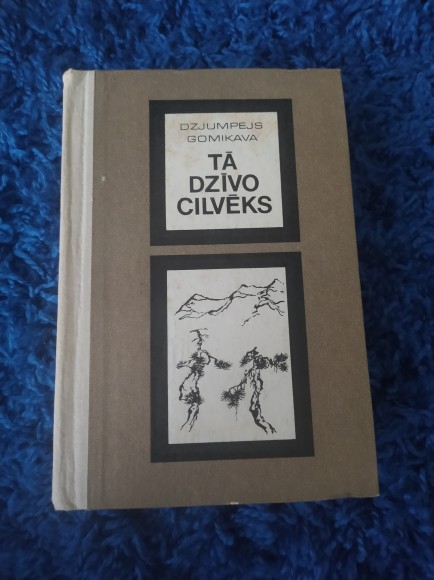 DZJUMPEJS
GOMIKAVA
TĀ
DZĪVO
CILVĒKS